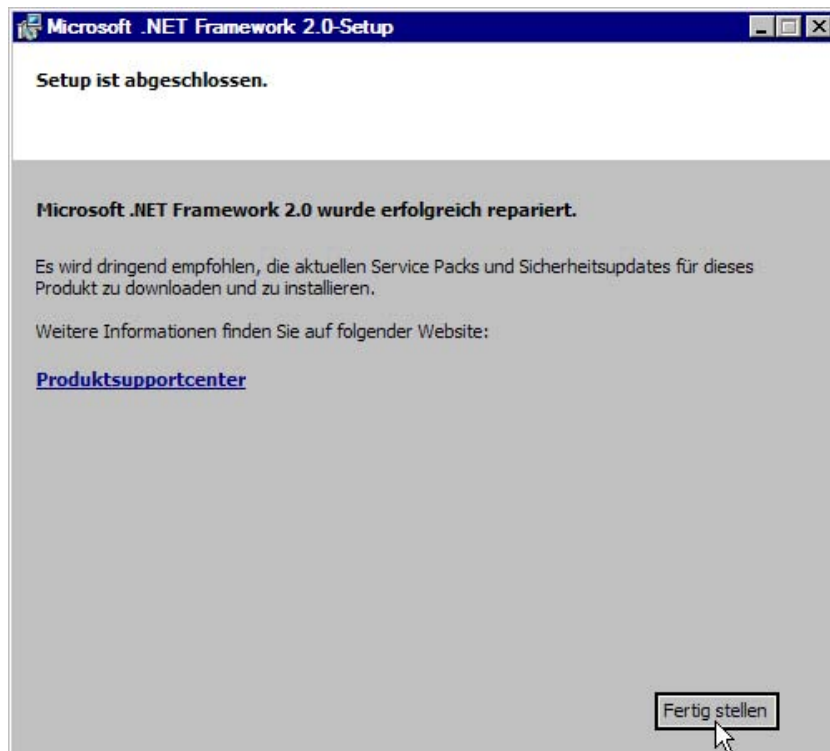 Microsoft .NET Framework 2.0-Setup
Setup ist abgeschlossen.
Microsoft .NET Framework 2.0 wurde erfolgreich repariert.
Es wird dringend empfohlen, die aktuellen Service Packs und Sicherheitsupdates für dieses
Produkt zu downloaden und zu installieren.
Weitere Informationen finden Sie auf folgender Website:
Produktsupportcenter
Fertig stellen